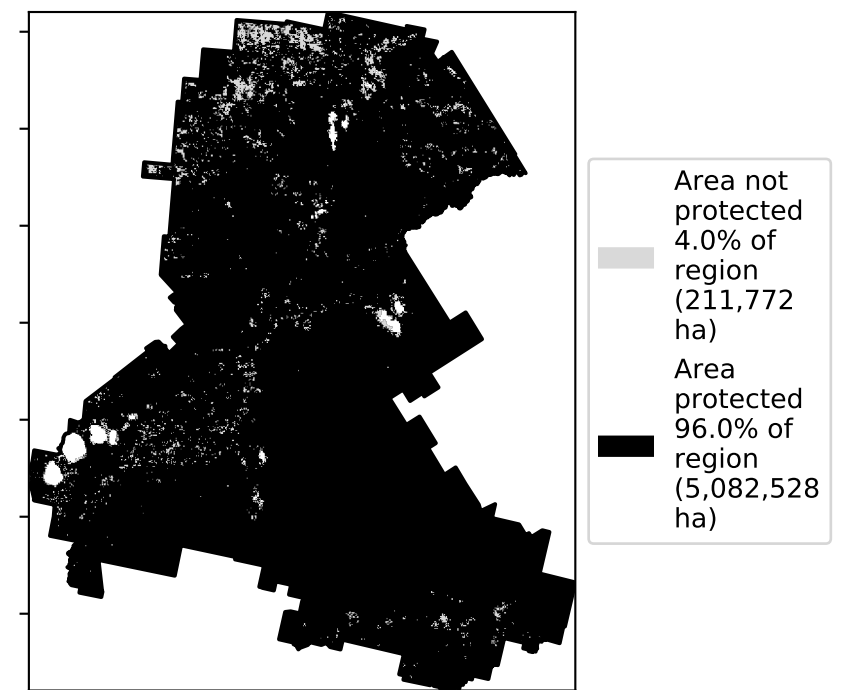 Area not
protected
4.0% of
region
(211,772
ha)
Area
protected
96.0% of
region
(5,082,528
ha)